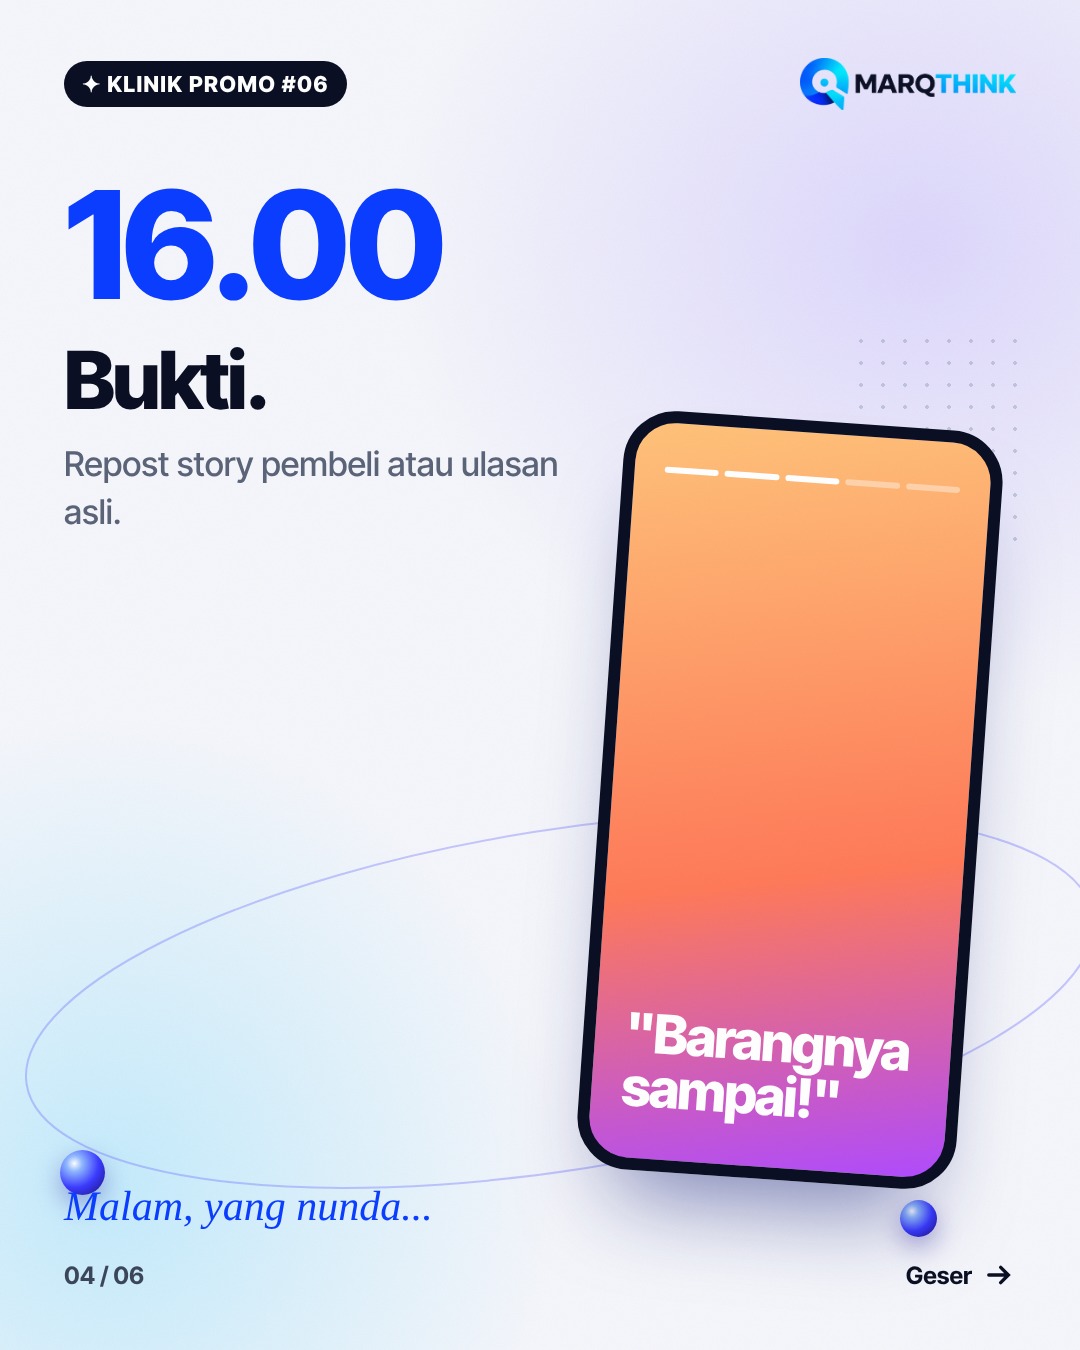 ✦ KLINIK PROMO #06
MARQTHINK
16.00
Bukti.
Repost story pembeli atau ulasan
asli.
"Barangnya
sampai!"
Malam, yang nunda...
04 / 06
Geser →